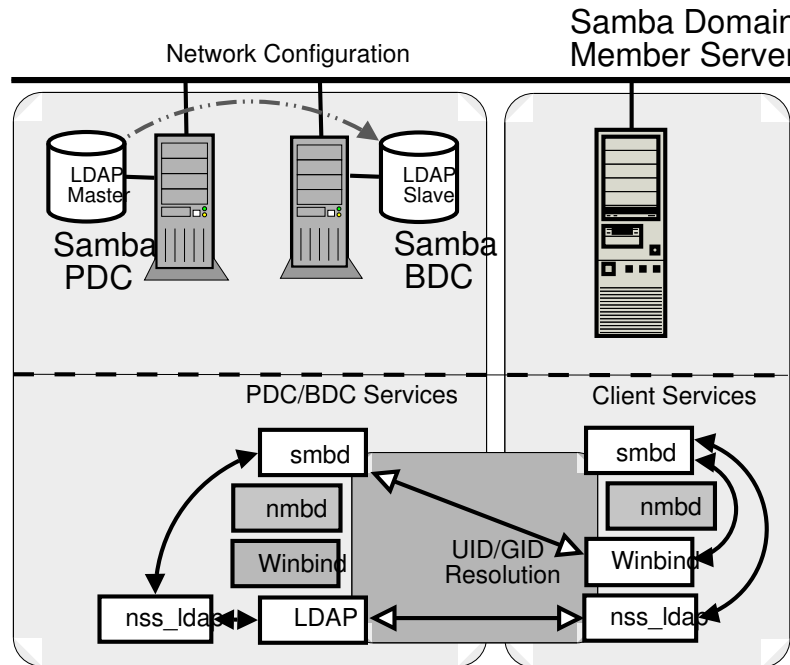 Samba Domain
Member Server
Network Configuration
LDAP
Master
LDAP
Slave
Samba
PDC
Samba
BDC
PDC/BDC Services
Client Services
smbd
nmbd
Winbind
nss_ldap
LDAP
UID/GID
Resolution
smbd
nmbd
Winbind
nss_ldap